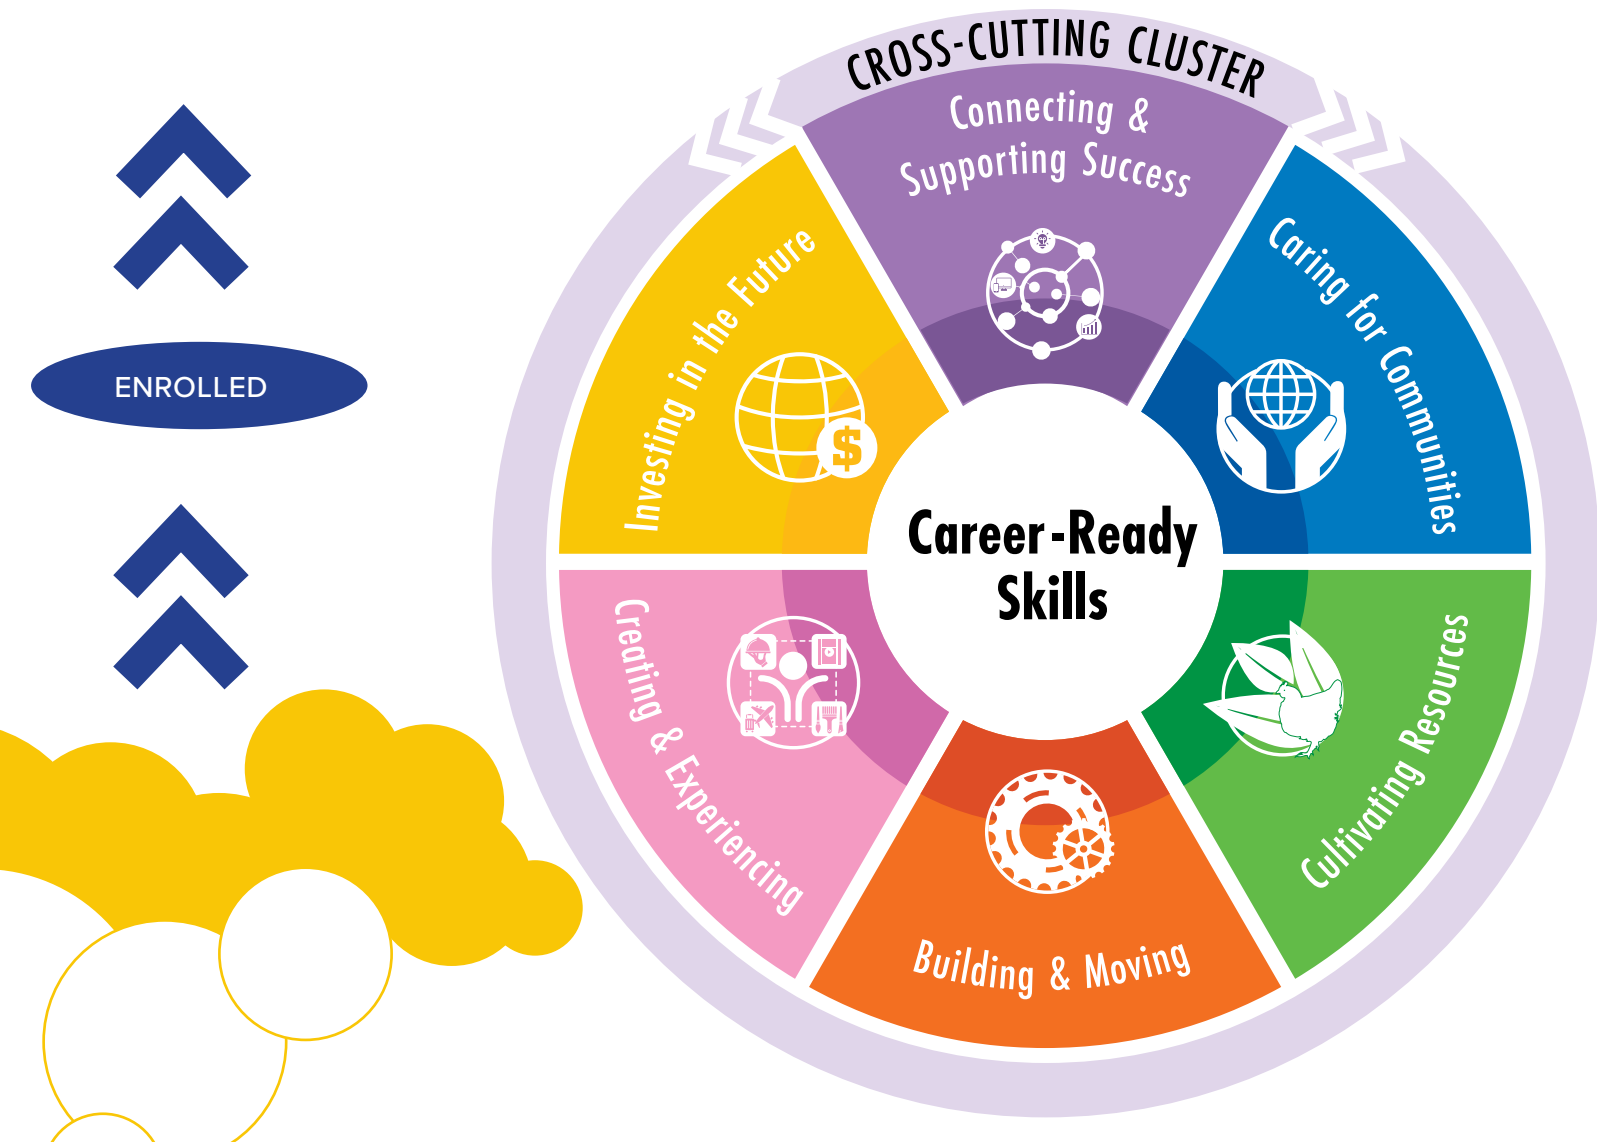 CROSS-CUTTING CLUSTER
Connecting &
Supporting Success
Caring for Communities
Cultivating Resources
Building & Moving
Creating & Experiencing
Investing in the Future
$
Career-Ready
Skills
ENROLLED